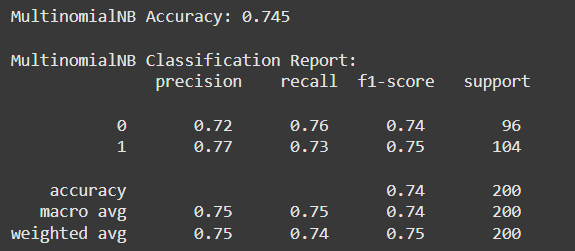 MultinomialNB Accuracy: 0.745
MultinomialNB Classification Report:
precision recall f1-score support
0 0.72 0.76 0.74 96
1 0.77 0.73 0.75 104
accuracy 0.74 200
macro avg 0.75 0.75 0.74 200
weighted avg 0.75 0.74 0.75 200